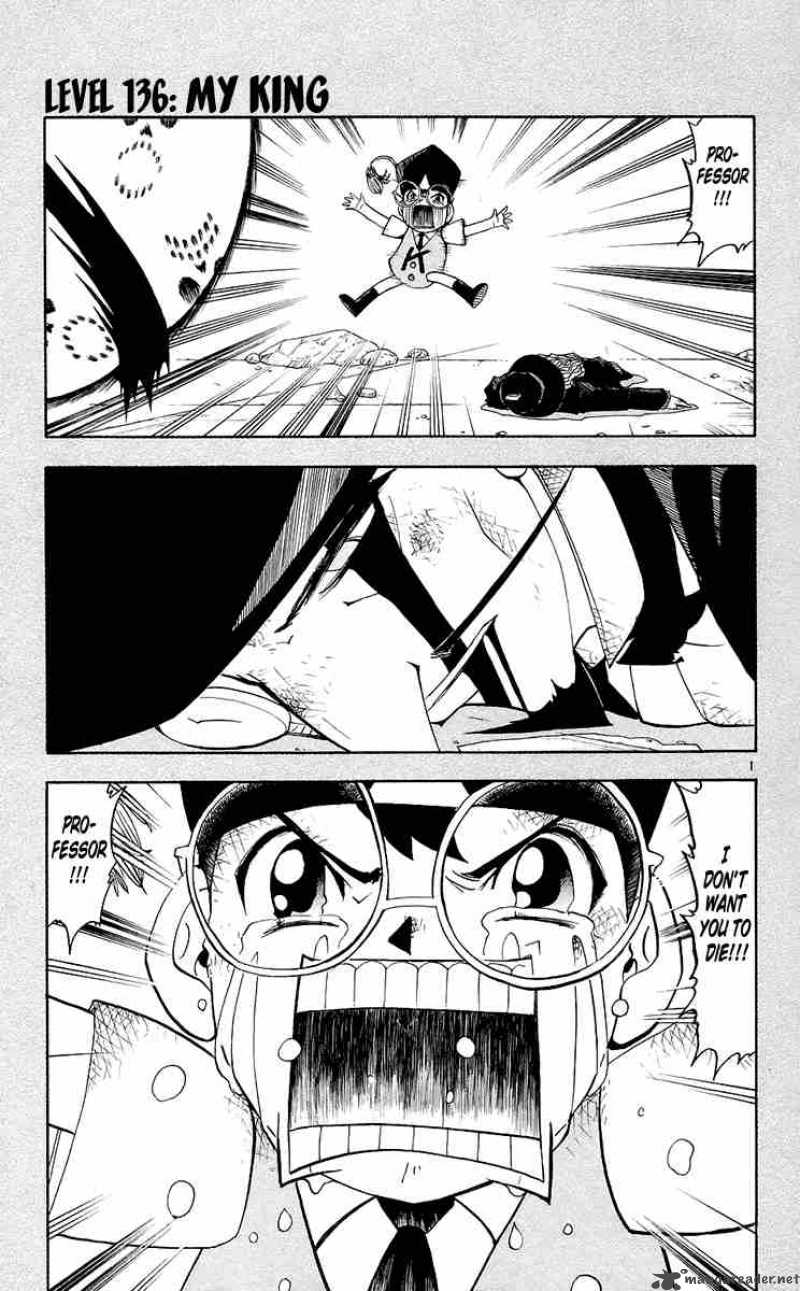 LEVEL 136: MY KING
PRO-
FESSOR
!!!
1
PRO-
FESSOR
!!!
I
DON'T
WANT
YOU TO
DIE!!!
mangareader.net